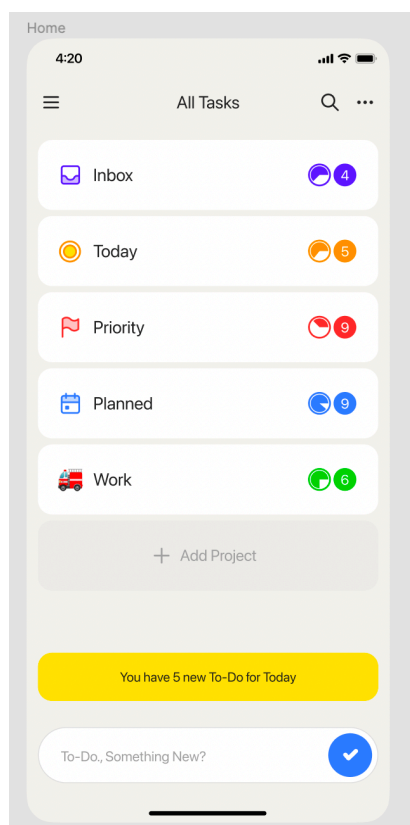 Home
4:20
All Tasks
Inbox 4
Today 5
Priority 9
Planned 9
Work 6
Add Project
You have 5 new To-Do for Today
To-Do., Something New?